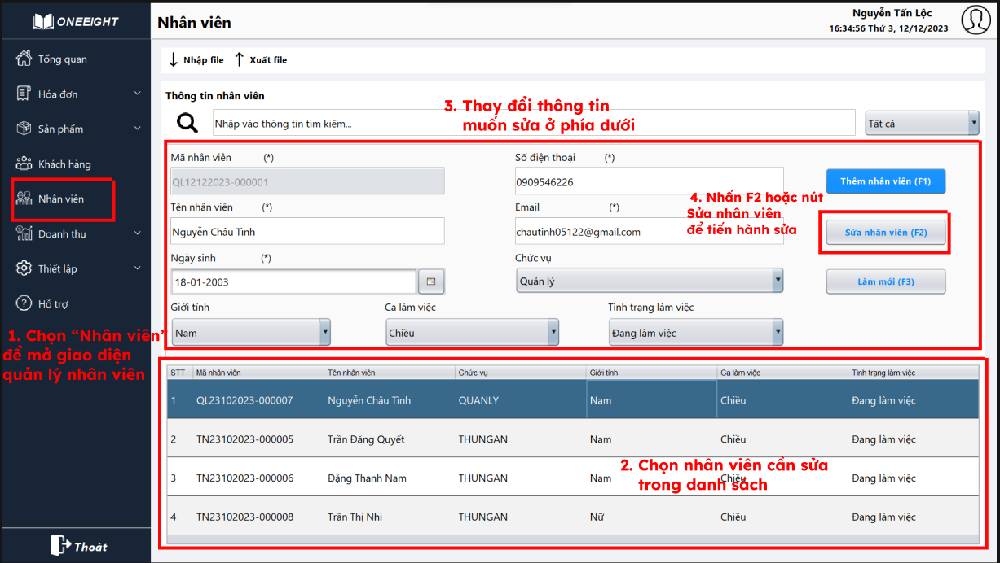 ONEEIGHT
Nhân viên
Nguyễn Tấn Lộc
16:34:56 Thứ 3, 12/12/2023
Tổng quan
Hóa đơn
Sản phẩm
Khách hàng
Nhân viên
Doanh thu
Thiết lập
Hỗ trợ
1. Chọn “Nhân viên”
để mở giao diện
quản lý nhân viên
Thoát
Nhập file Xuất file
Thông tin nhân viên
3. Thay đổi thông tin
muốn sửa ở phía dưới
Nhập vào thông tin tìm kiếm...
Tất cả
Mã nhân viên (*)
QL12122023-000001
Số điện thoại (*)
0909546226
Thêm nhân viên (F1)
Tên nhân viên (*)
Nguyễn Châu Tình
Email (*)
chautinh05122@gmail.com
4. Nhấn F2 hoặc nút
Sửa nhân viên
để tiến hành sửa
Sửa nhân viên (F2)
Ngày sinh (*)
18-01-2003
Chức vụ
Quản lý
Làm mới (F3)
Giới tính
Nam
Ca làm việc
Chiều
Tình trạng làm việc
Đang làm việc
STT Mã nhân viên Tên nhân viên Chức vụ Giới tính Ca làm việc Tình trạng làm việc
1 QL23102023-000007 Nguyễn Châu Tình QUANLY Nam Chiều Đang làm việc
2 TN23102023-000005 Trần Đăng Quyết THUNGAN Nam Chiều Đang làm việc
3 TN23102023-000006 Đặng Thanh Nam THUNGAN Nam Chiều Đang làm việc
2. Chọn nhân viên cần sửa
trong danh sách
4 TN23102023-000008 Trần Thị Nhi THUNGAN Nữ Chiều Đang làm việc